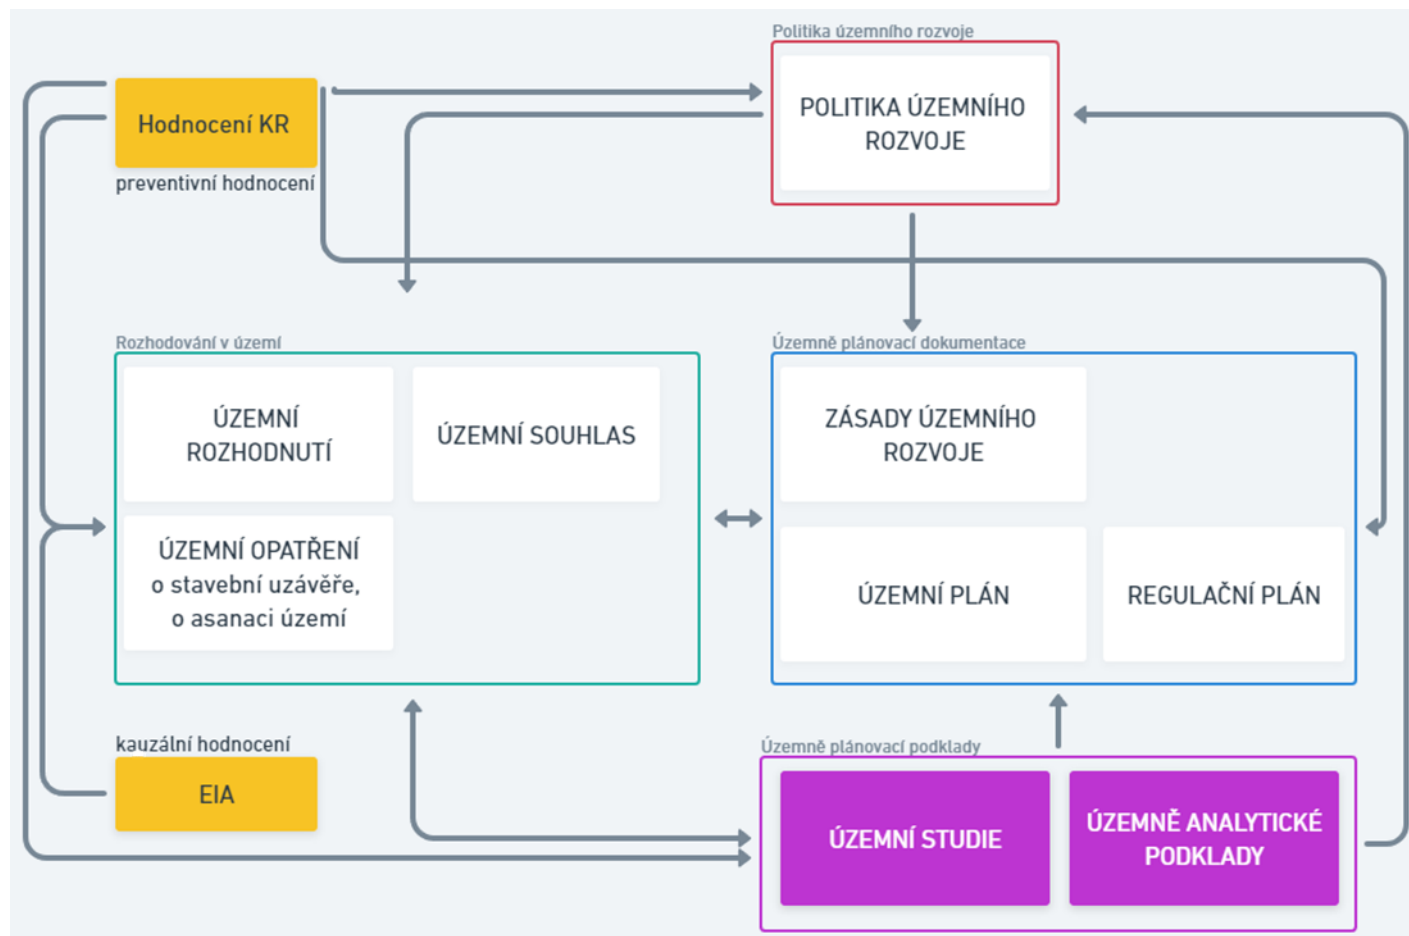 Politika územního rozvoje
POLITIKA ÚZEMNÍHO
ROZVOJE
Hodnocení KR
preventivní hodnocení
Rozhodování v území
ÚZEMNÍ
ROZHODNUTÍ
ÚZEMNÍ SOUHLAS
ÚZEMNÍ OPATŘENÍ
o stavební uzávěře,
o asanaci území
Územně plánovací dokumentace
ZÁSADY ÚZEMNÍHO
ROZVOJE
ÚZEMNÍ PLÁN
REGULAČNÍ PLÁN
kauzální hodnocení
EIA
Územně plánovací podklady
ÚZEMNÍ STUDIE
ÚZEMNĚ ANALYTICKÉ
PODKLADY